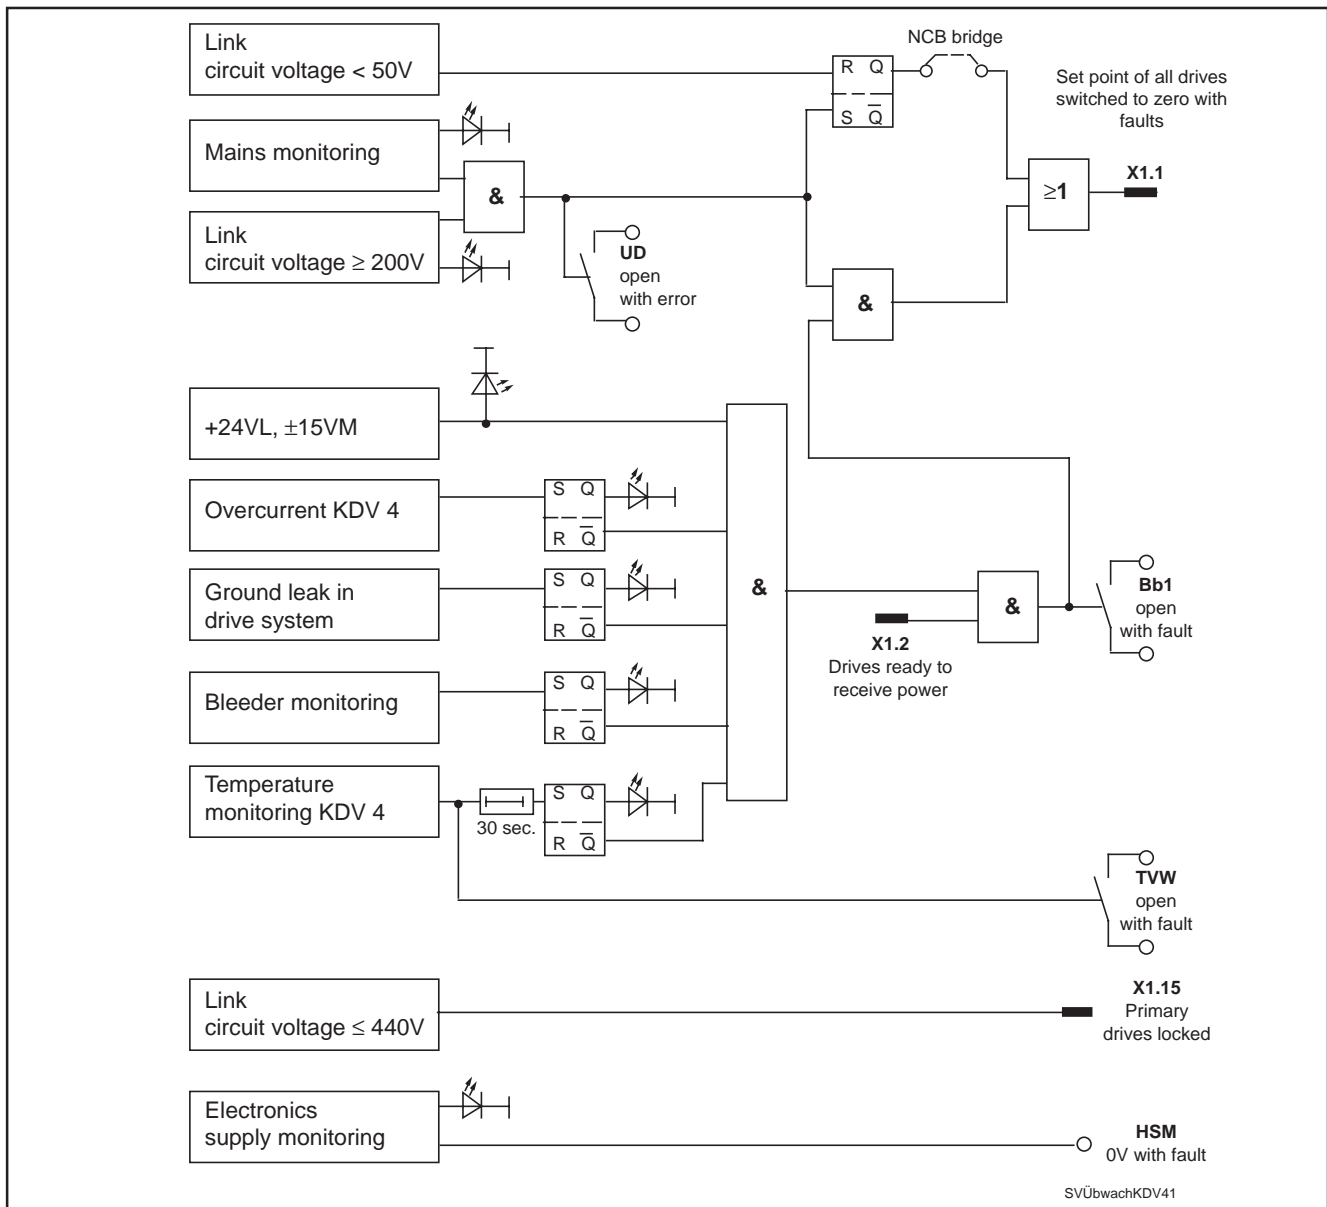 Link
circuit voltage < 50V
R Q
S Q̅
NCB bridge
Set point of all drives
switched to zero with
faults
Mains monitoring
&
≥1
X1.1
Link
circuit voltage ≥ 200V
UD
open
with error
&
+24VL, ±15VM
Overcurrent KDV 4
S Q
R Q̅
Ground leak in
drive system
S Q
R Q̅
&
&
X1.2
Drives ready to
receive power
Bb1
open
with fault
Bleeder monitoring
S Q
R Q̅
Temperature
monitoring KDV 4
30 sec.
S Q
R Q̅
TVW
open
with fault
Link
circuit voltage ≤ 440V
X1.15
Primary
drives locked
Electronics
supply monitoring
HSM
0V with fault
SVÜbwachKDV41